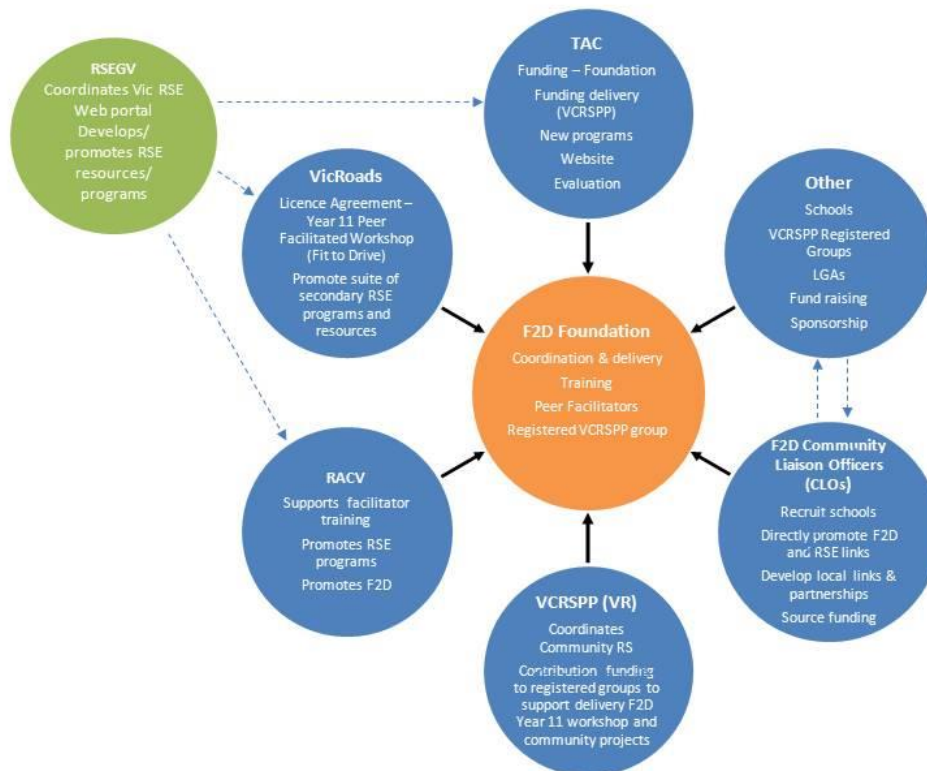 RSEGV
Coordinates Vic RSE
Web portal
Develops/
promotes RSE
resources/
programs
TAC
Funding – Foundation
Funding delivery
(VCRSPP)
New programs
Website
Evaluation
VicRoads
Licence Agreement –
Year 11 Peer
Facilitated Workshop
(Fit to Drive)
Promote suite of
secondary RSE
programs and
resources
Other
Schools
VCRSPP Registered
Groups
LGAs
Fund raising
Sponsorship
F2D Foundation
Coordination & delivery
Training
Peer Facilitators
Registered VCRSPP group
RACV
Supports facilitator
training
Promotes RSE
programs
Promotes F2D
F2D Community
Liaison Officers
(CLOs)
Recruit schools
Directly promote F2D
and RSE links
Develop local links &
partnerships
Source funding
VCRSPP (VR)
Coordinates
Community RS
Contribution funding
to registered groups to
support delivery F2D
Year 11 workshop and
community projects